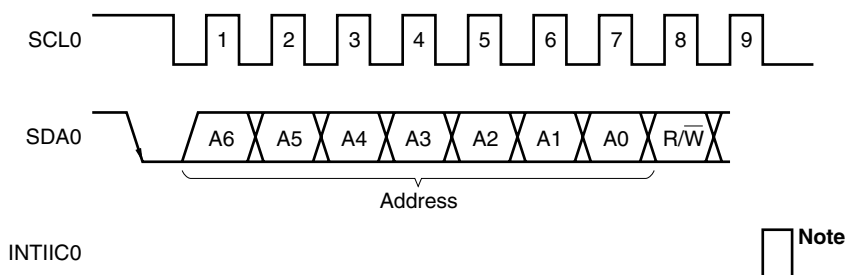 SCL0 1 2 3 4 5 6 7 8 9
SDA0 A6 A5 A4 A3 A2 A1 A0 R/W̅
Address
INTIIC0 Note